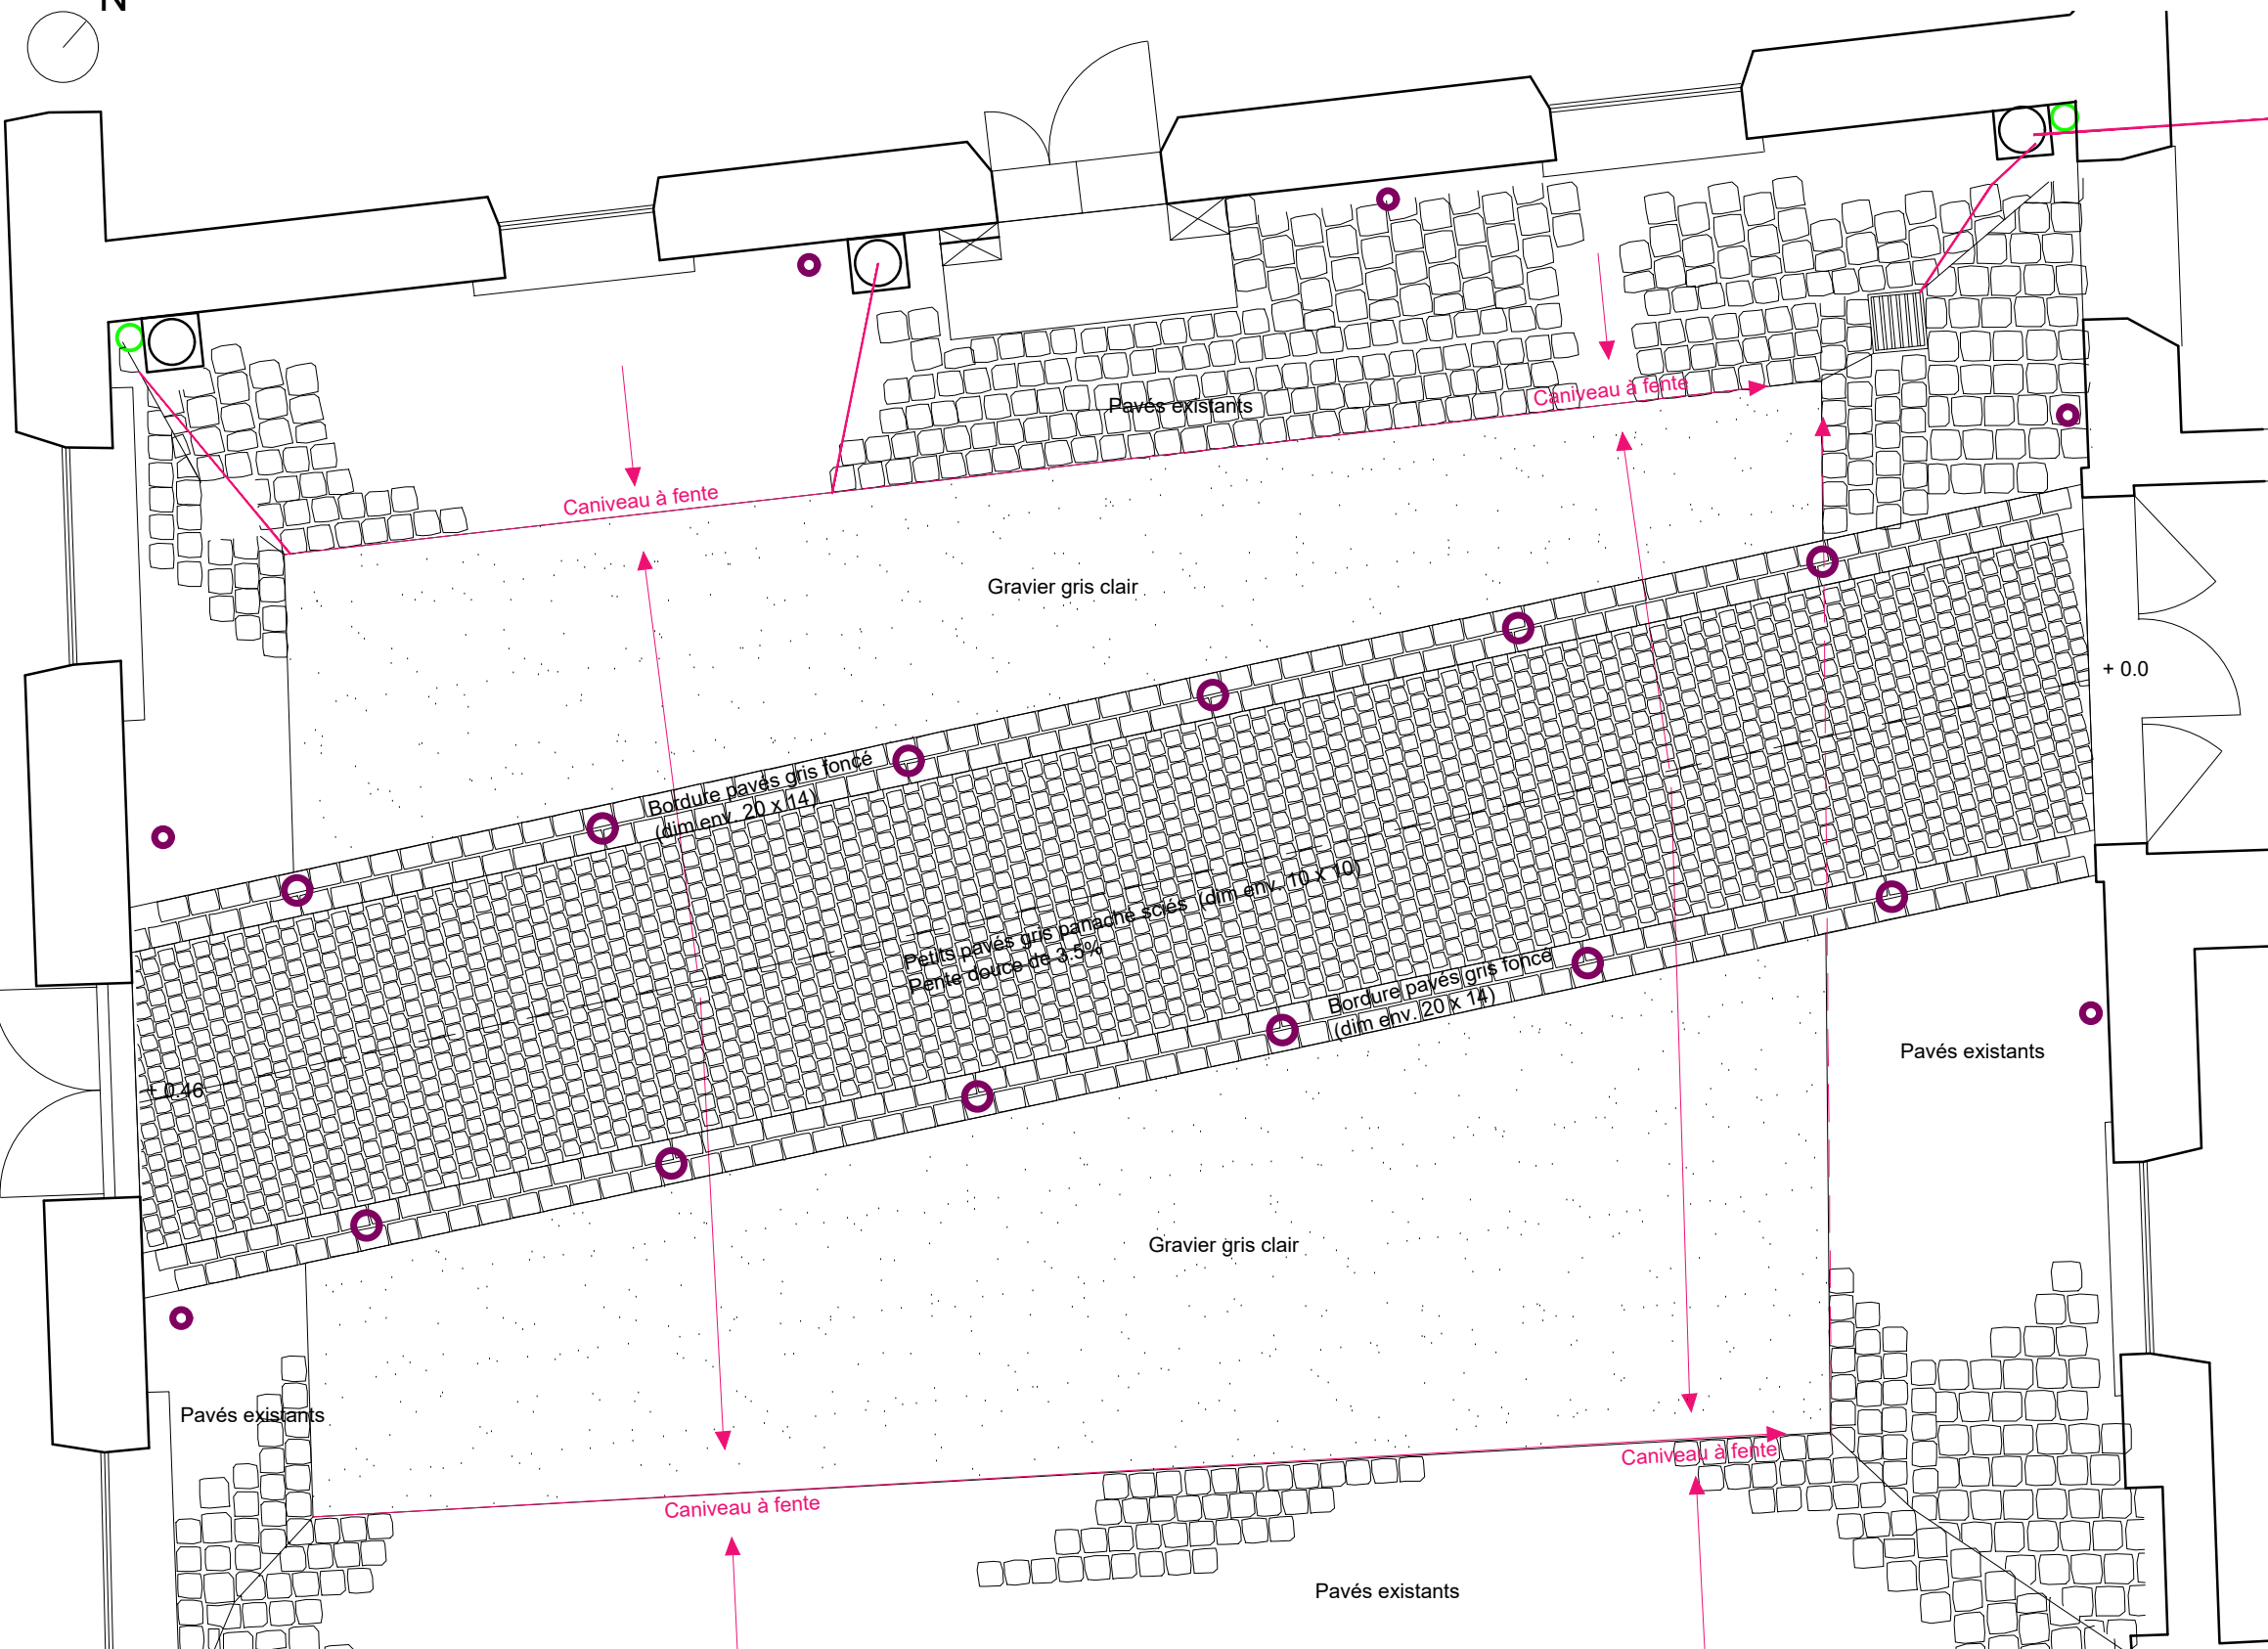 N
Pavés existants
Caniveau à fente
Caniveau à fente
Gravier gris clair
+ 0.0
Bordure pavés gris foncé
(dim env. 20 x 14)
Petits pavés gris panaché sciés (dim env. 10 x 10)
Pente douce de 3.5%
Bordure pavés gris foncé
(dim env. 20 x 14)
Pavés existants
+ 0.46
Gravier gris clair
Pavés existants
Caniveau à fente
Caniveau à fente
Pavés existants